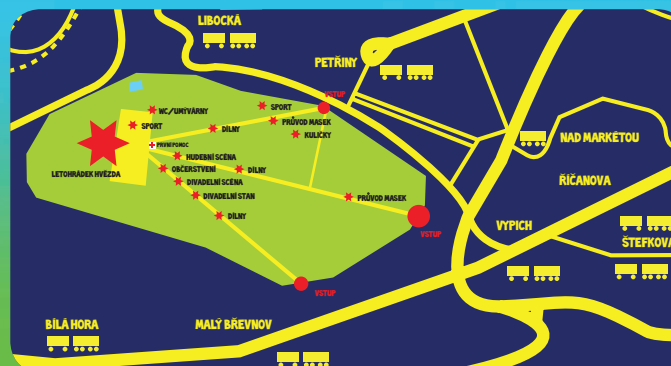 LIBOCKÁ
PETŘINY
VSTUP
WC/UMÝVÁRNY
SPORT
SPORT
DÍLNY
PRŮVOD MASEK
KULIČKY
PRVNÍ POMOC
HUDEBNÍ SCÉNA
OBČERSTVENÍ
DÍLNY
LETOHRÁDEK HVĚZDA
DIVADELNÍ SCÉNA
DIVADELNÍ STAN
PRŮVOD MASEK
DÍLNY
VSTUP
VSTUP
NAD MARKÉTOU
ŘÍČANOVA
VYPICH
ŠTEFKOVA
BÍLÁ HORA
MALÝ BŘEVNOV